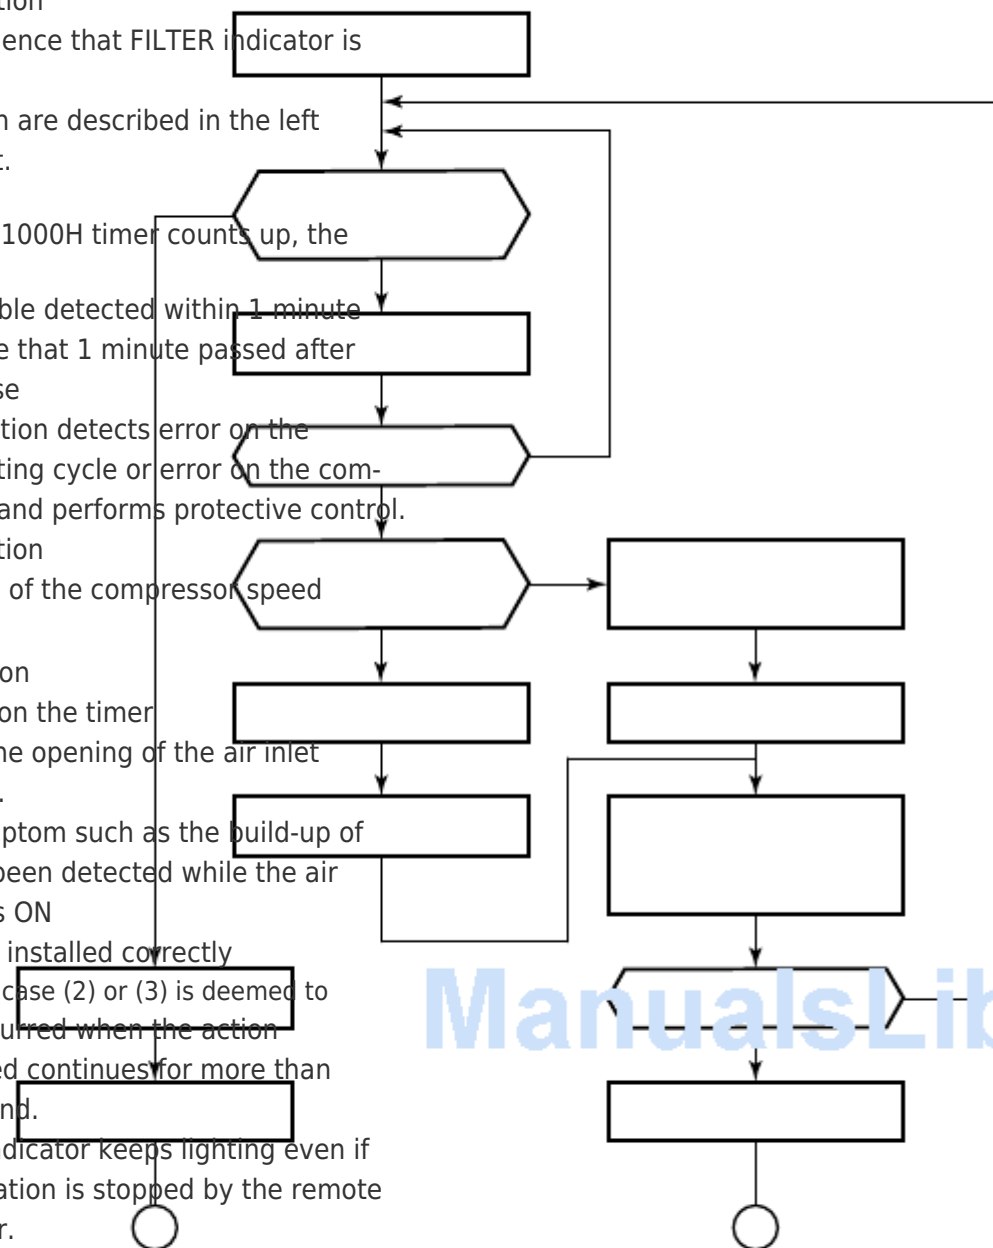 tion
ence that FILTER indicator is
n are described in the left
t.
1000H timer counts up, the
ble detected within 1 minute
e that 1 minute passed after
se
tion detects error on the
ting cycle or error on the com-
and performs protective control.
tion
of the compressor speed
on
on the timer
he opening of the air inlet
.
ptom such as the build-up of
been detected while the air
s ON
installed correctly
case (2) or (3) is deemed to
urred when the action
ed continues for more than
nd.
ndicator keeps lighting even if
ation is stopped by the remote
r.
ManualsLib